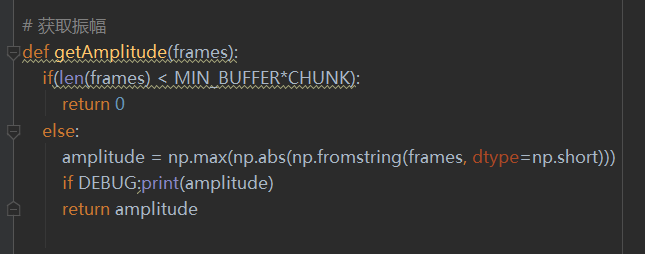 # 获取振幅
def getAmplitude(frames):
if(len(frames) < MIN_BUFFER*CHUNK):
return 0
else:
amplitude = np.max(np.abs(np.fromstring(frames, dtype=np.short)))
if DEBUG:print(amplitude)
return amplitude